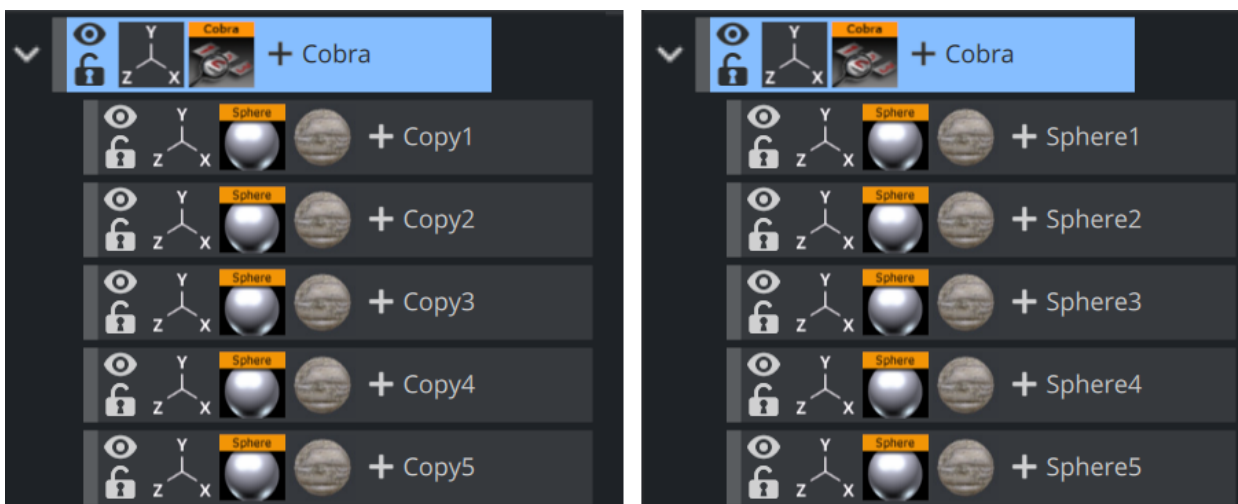 Y
Z X
Cobra
Cobra
Y
Z X
Sphere
Copy1
Y
Z X
Sphere
Copy2
Y
Z X
Sphere
Copy3
Y
Z X
Sphere
Copy4
Y
Z X
Sphere
Copy5
Y
Z X
Cobra
Cobra
Y
Z X
Sphere
Sphere1
Y
Z X
Sphere
Sphere2
Y
Z X
Sphere
Sphere3
Y
Z X
Sphere
Sphere4
Y
Z X
Sphere
Sphere5